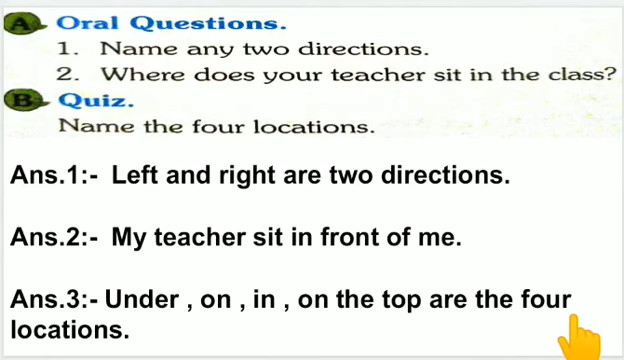 A Oral Questions.
1. Name any two directions.
2. Where does your teacher sit in the class?
B Quiz.
Name the four locations.
Ans.1:- Left and right are two directions.
Ans.2:- My teacher sit in front of me.
Ans.3:- Under , on , in , on the top are the four
locations.